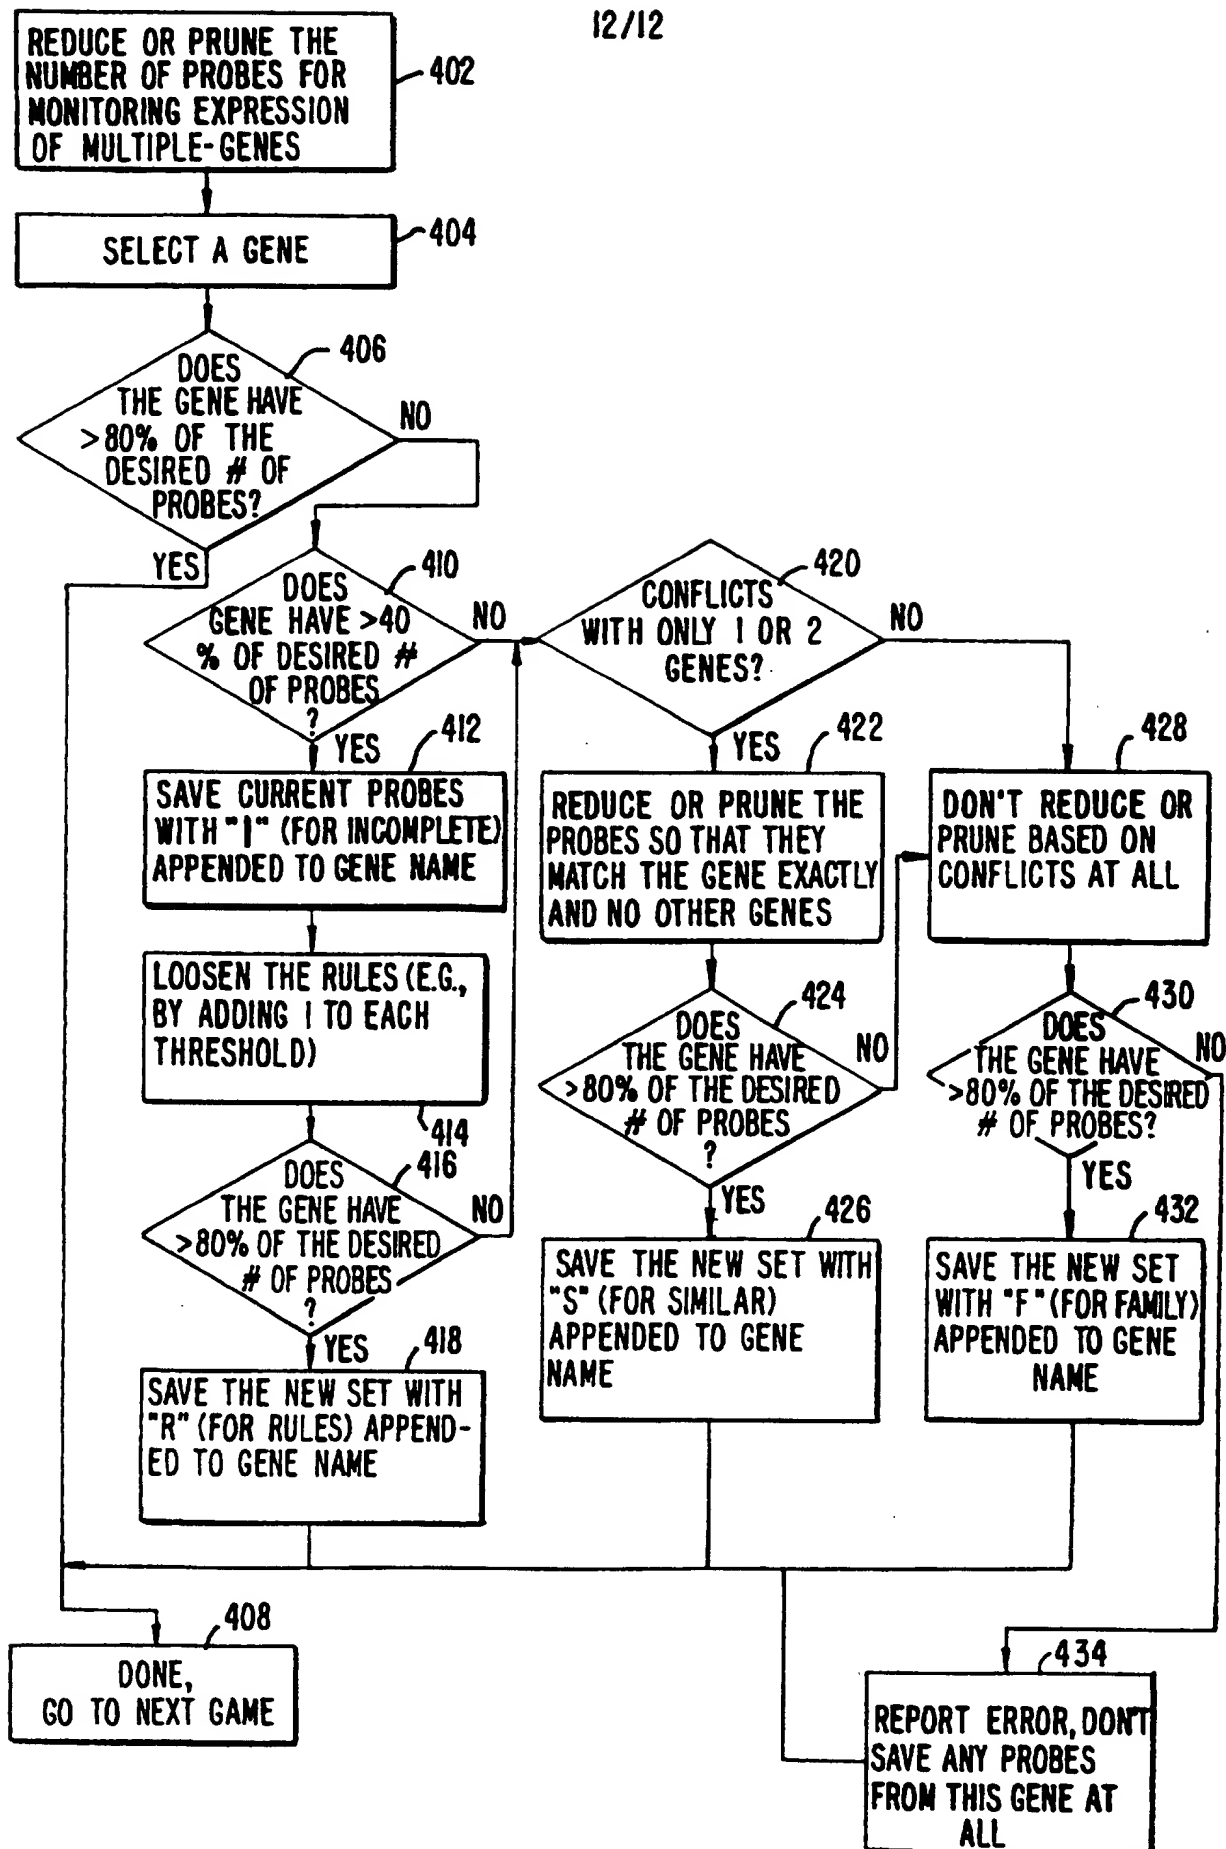 12/12
REDUCE OR PRUNE THE
NUMBER OF PROBES FOR
MONITORING EXPRESSION
OF MULTIPLE-GENES
402
SELECT A GENE
404
DOES
THE GENE HAVE
>80% OF THE
DESIRED # OF
PROBES?
406
NO
YES
DOES
GENE HAVE >40
% OF DESIRED #
OF PROBES
?
410
NO
YES
CONFLICTS
WITH ONLY 1 OR 2
GENES?
420
NO
YES
412
SAVE CURRENT PROBES
WITH "I" (FOR INCOMPLETE)
APPENDED TO GENE NAME
422
REDUCE OR PRUNE THE
PROBES SO THAT THEY
MATCH THE GENE EXACTLY
AND NO OTHER GENES
428
DON'T REDUCE OR
PRUNE BASED ON
CONFLICTS AT ALL
LOOSEN THE RULES (E.G.,
BY ADDING 1 TO EACH
THRESHOLD)
414
DOES
THE GENE HAVE
>80% OF THE DESIRED
# OF PROBES
?
424
NO
YES
DOES
THE GENE HAVE
>80% OF THE DESIRED
# OF PROBES?
430
NO
YES
DOES
THE GENE HAVE
>80% OF THE DESIRED
# OF PROBES
?
416
NO
YES
426
SAVE THE NEW SET WITH
"S" (FOR SIMILAR)
APPENDED TO GENE
NAME
432
SAVE THE NEW SET
WITH "F" (FOR FAMILY)
APPENDED TO GENE
NAME
418
SAVE THE NEW SET WITH
"R" (FOR RULES) APPEND-
ED TO GENE NAME
408
DONE,
GO TO NEXT GAME
434
REPORT ERROR, DON'T
SAVE ANY PROBES
FROM THIS GENE AT
ALL